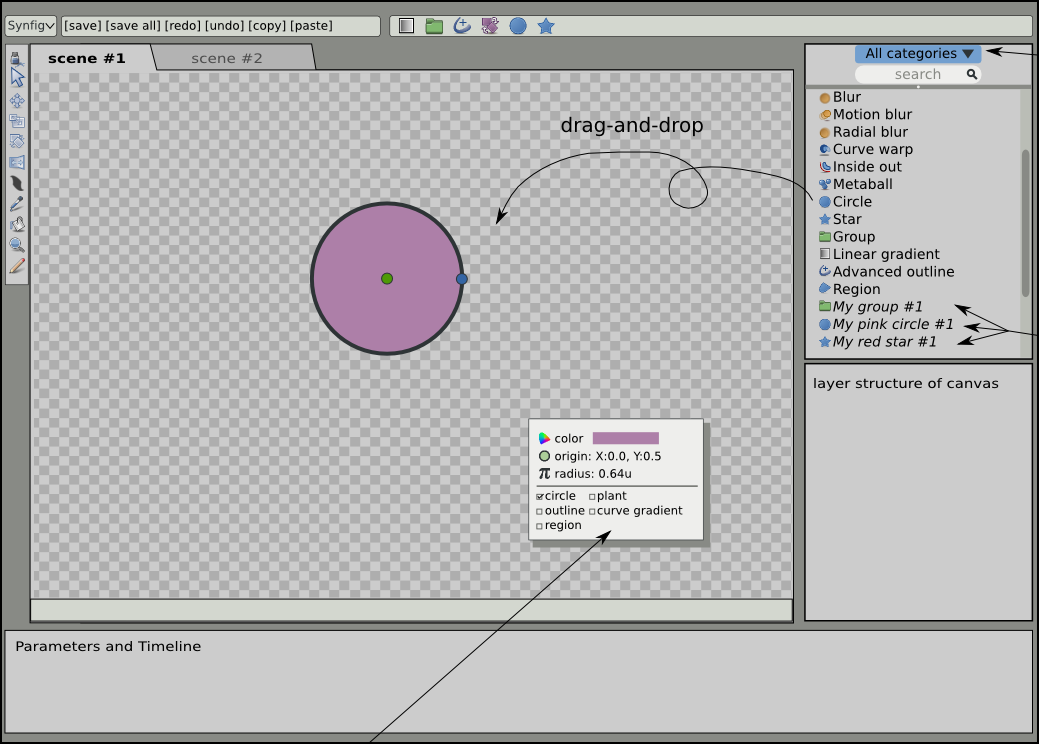 Synfig
[save] [save all] [redo] [undo] [copy] [paste]
scene #1
scene #2
drag-and-drop
color
origin: X:0.0, Y:0.5
π radius: 0.64u
circle plant
outline curve gradient
region
All categories
search
Blur
Motion blur
Radial blur
Curve warp
Inside out
Metaball
Circle
Star
Group
Linear gradient
Advanced outline
Region
My group #1
My pink circle #1
My red star #1
layer structure of canvas
Parameters and Timeline